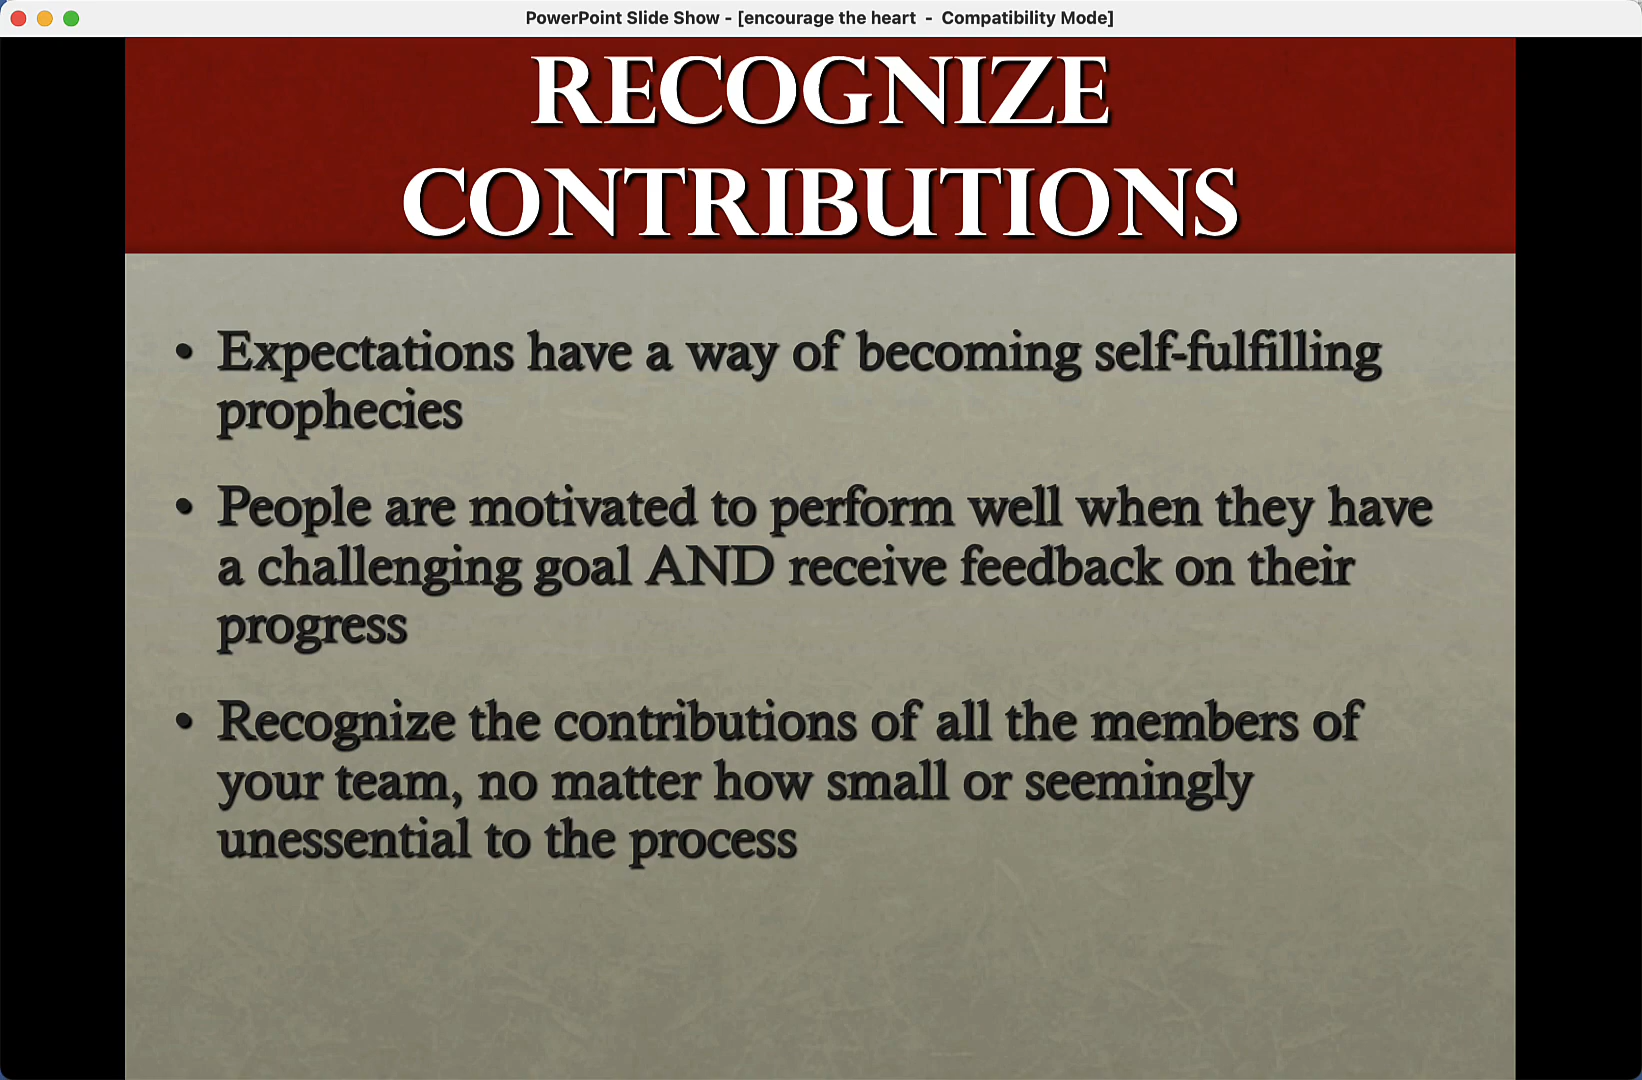 PowerPoint Slide Show - [encourage the heart  -  Compatibility Mode]
RECOGNIZE
CONTRIBUTIONS
• Expectations have a way of becoming self-fulfilling
prophecies
• People are motivated to perform well when they have
a challenging goal AND receive feedback on their
progress
• Recognize the contributions of all the members of
your team, no matter how small or seemingly
unessential to the process